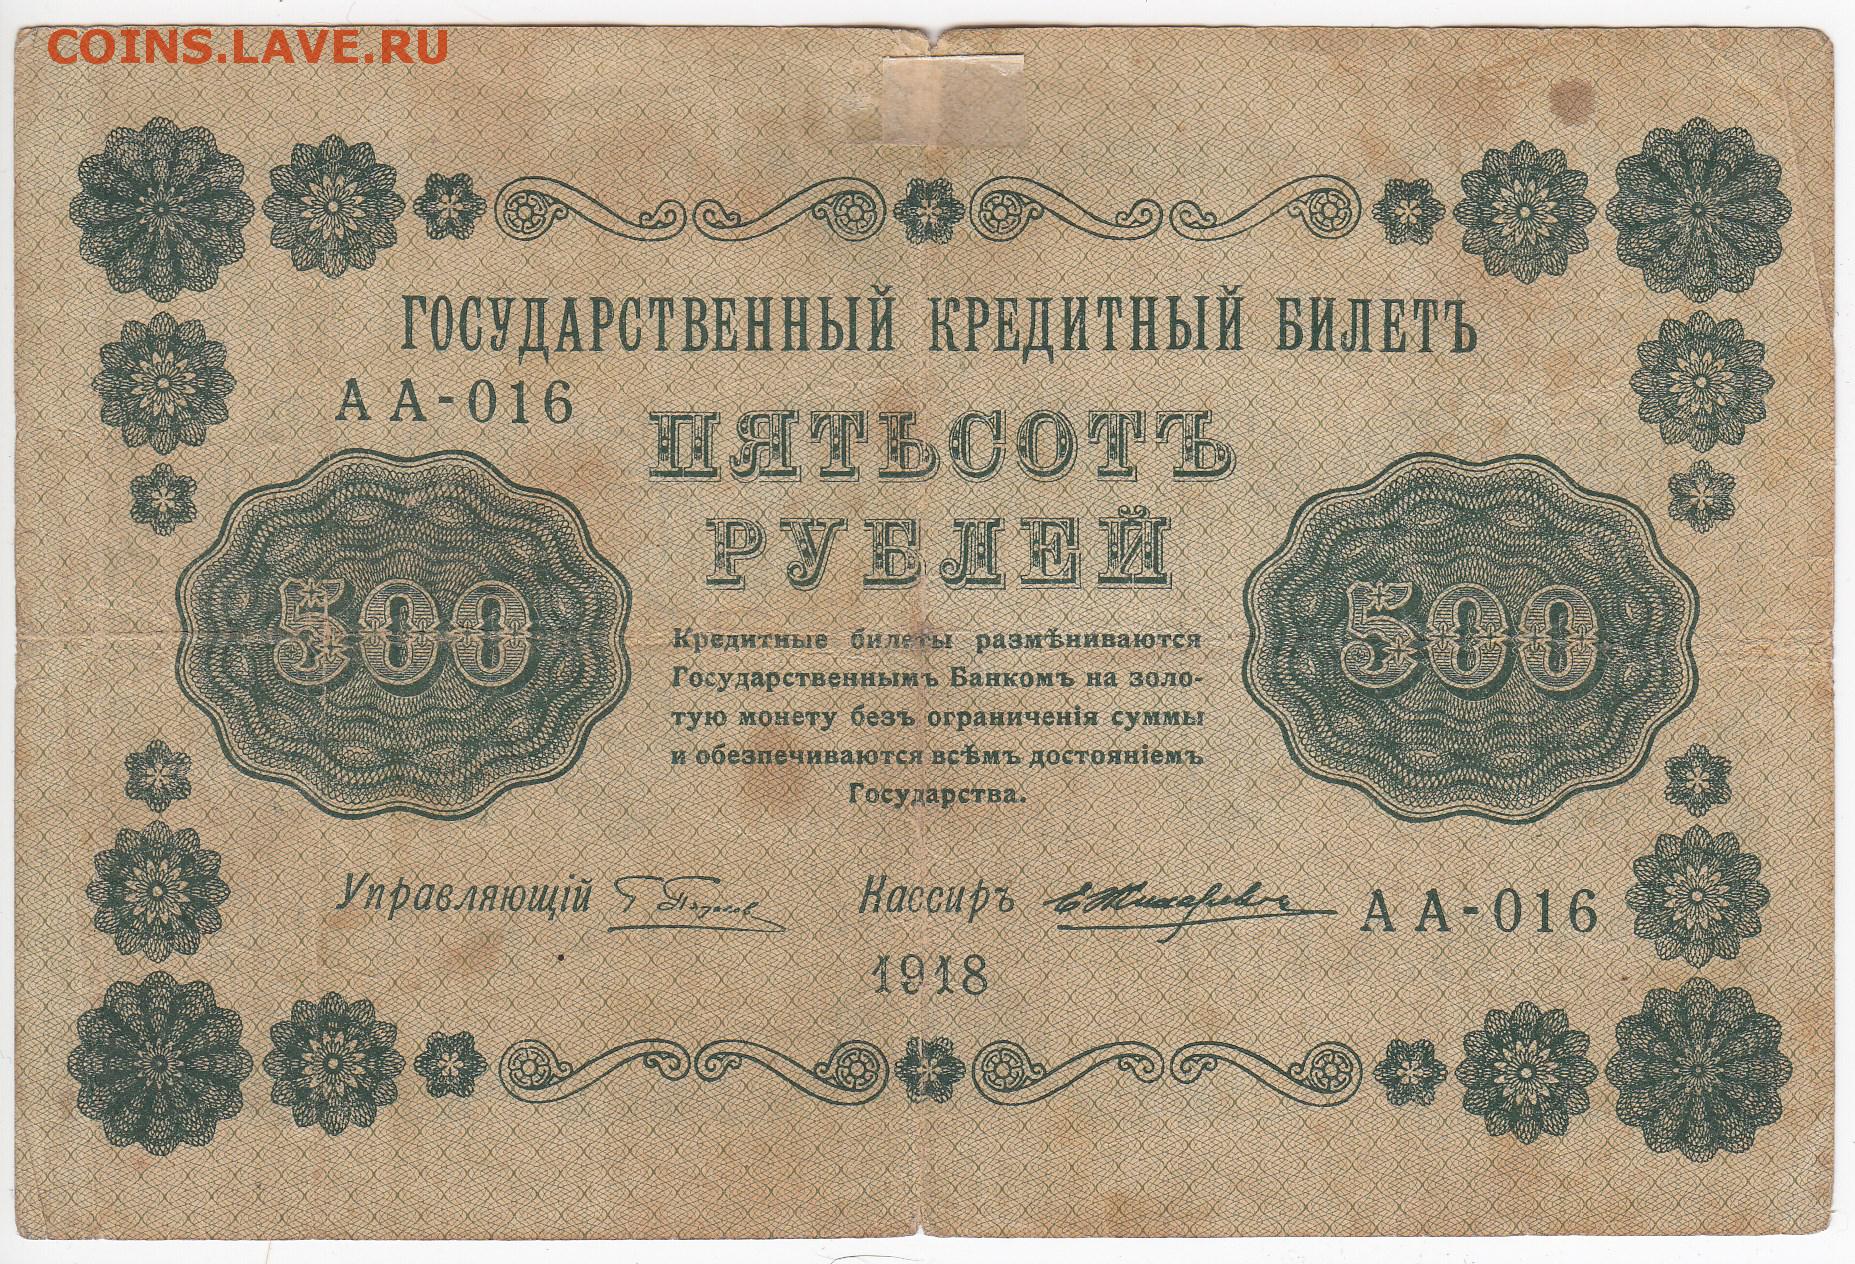 COINS.LAVE.RU
ГОСУДАРСТВЕННЫЙ КРЕДИТНЫЙ БИЛЕТЪ
АА-016
ПЯТЬСОТЪ
РУБЛЕЙ
500
500
Кредитные билеты размѣниваются
Государственнымъ Банкомъ на золо-
тую монету безъ ограниченія суммы
и обезпечиваются всѣмъ достояніемъ
Государства.
Управляющій
Кассиръ Е Жихаревъ
АА-016
1918